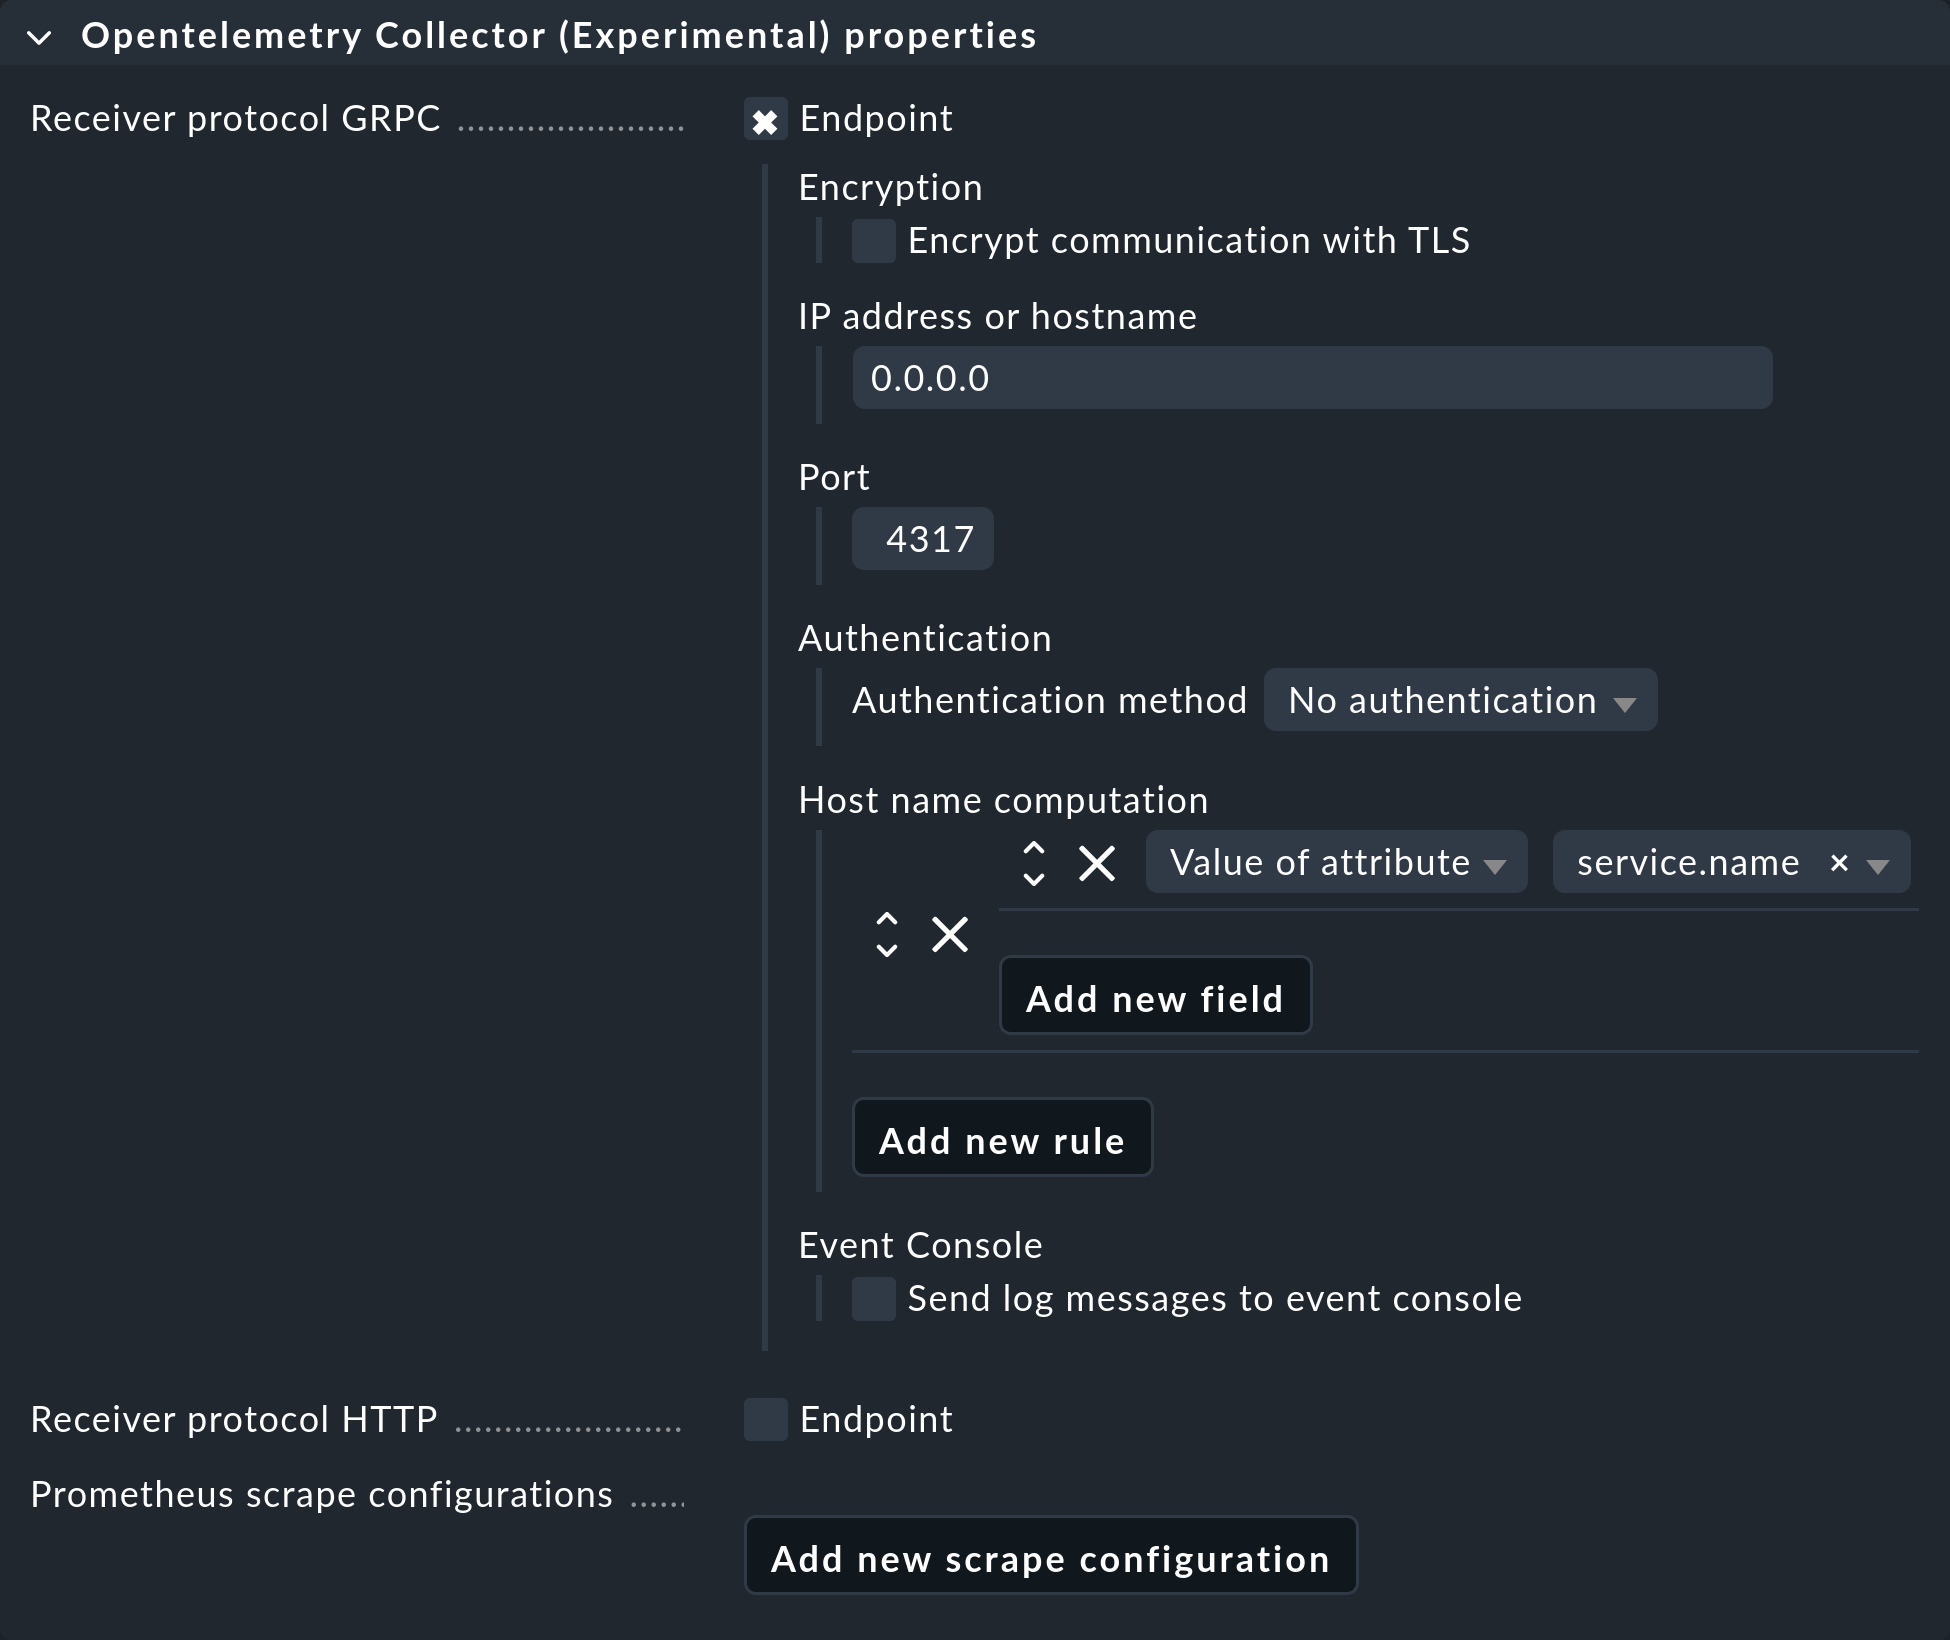 Opentelemetry Collector (Experimental) properties
Receiver protocol GRPC ....................... Endpoint
Encryption
Encrypt communication with TLS
IP address or hostname
0.0.0.0
Port
4317
Authentication
Authentication method No authentication
Host name computation
Value of attribute service.name ×
Add new field
Add new rule
Event Console
Send log messages to event console
Receiver protocol HTTP ....................... Endpoint
Prometheus scrape configurations ......
Add new scrape configuration